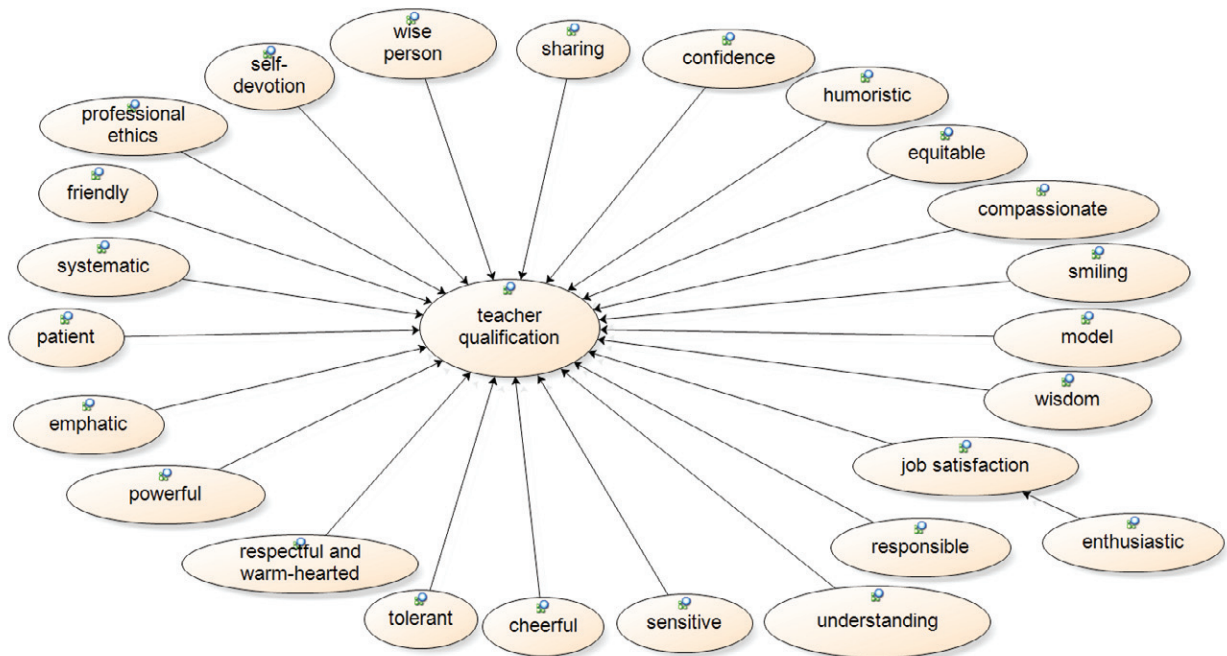 wise
person
sharing
confidence
self-
devotion
humoristic
professional
ethics
equitable
friendly
compassionate
systematic
smiling
teacher
qualification
patient
model
emphatic
wisdom
powerful
job satisfaction
respectful and
warm-hearted
responsible
enthusiastic
tolerant
cheerful
sensitive
understanding